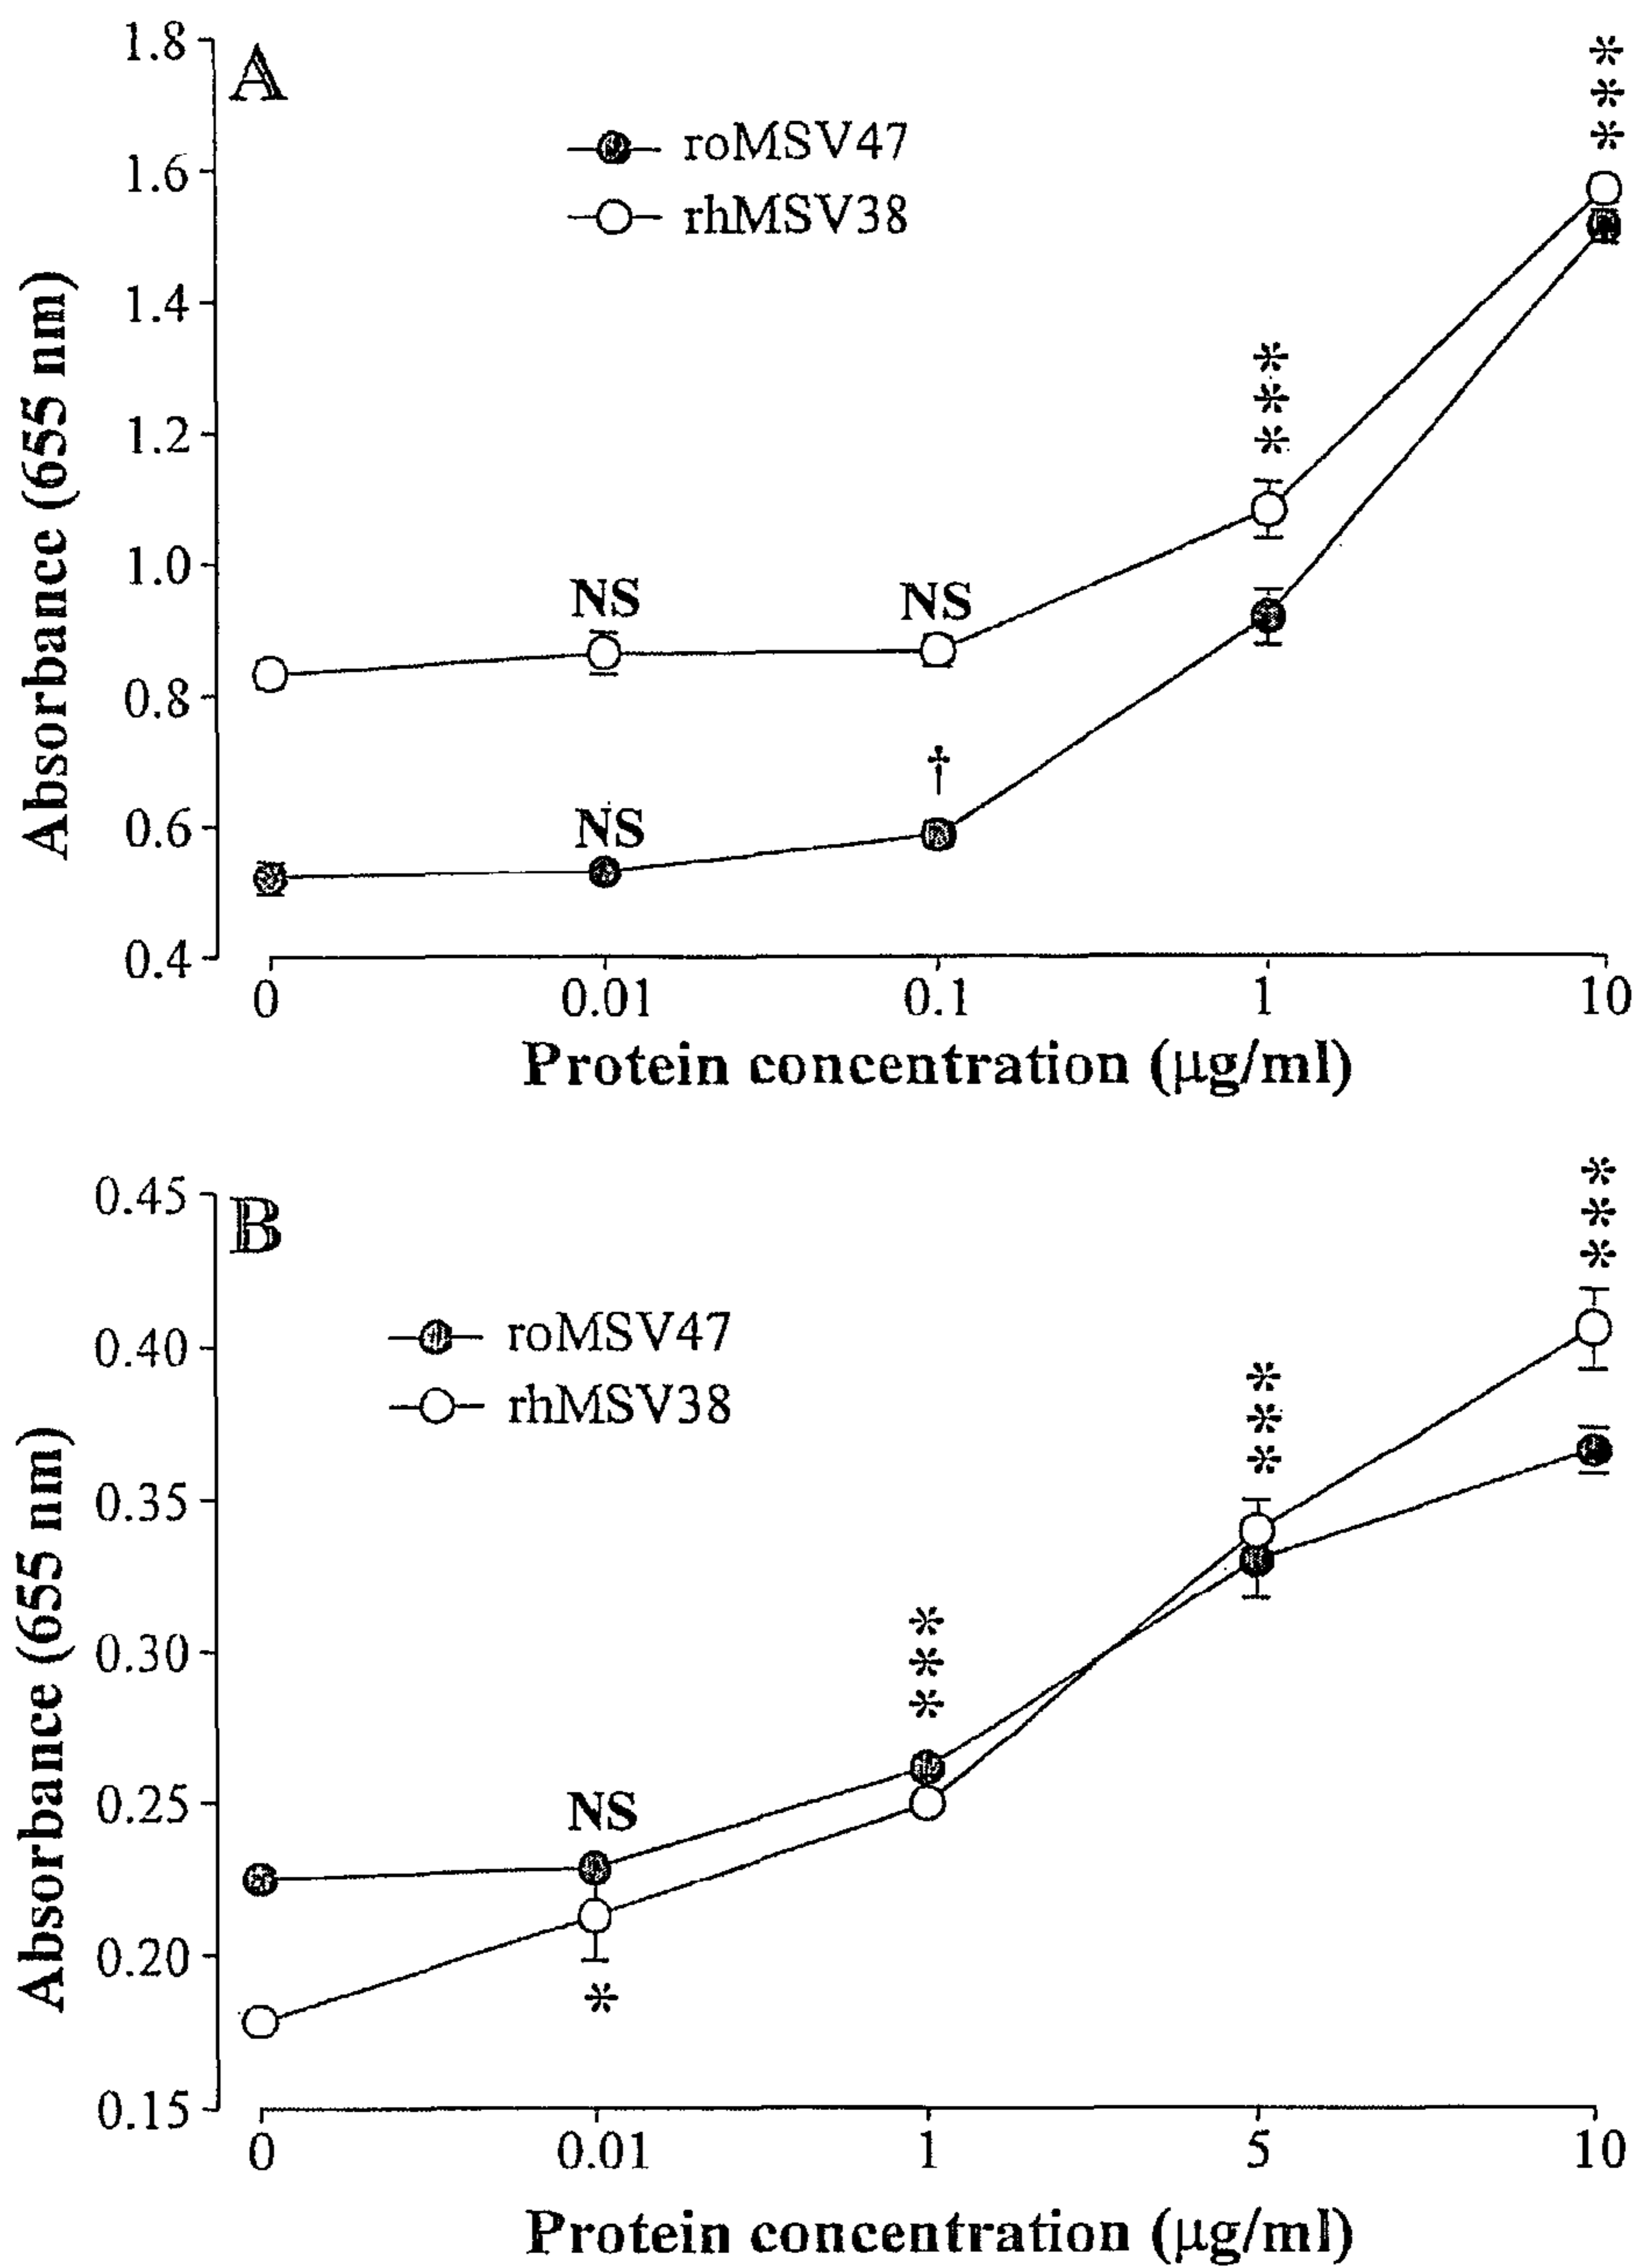 A
1.8
1.6
1.4
1.2
1.0
0.8
0.6
0.4
Absorbance (655 nm)
roMSV47
rhMSV38
NS
NS
NS
†
*
*
*
*
*
*
0 0.01 0.1 1 10
Protein concentration (µg/ml)
B
0.45
0.40
0.35
0.30
0.25
0.20
0.15
Absorbance (655 nm)
roMSV47
rhMSV38
NS
*
*
*
*
*
*
*
*
*
*
0 0.01 1 5 10
Protein concentration (µg/ml)